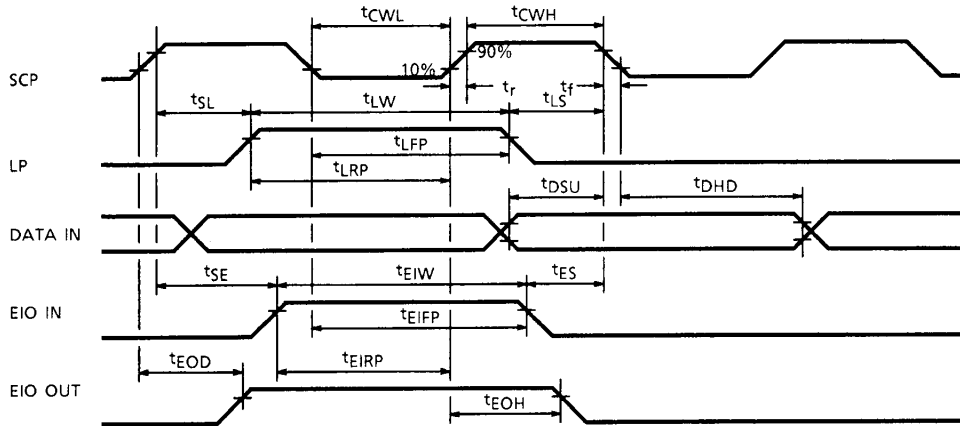 tCWL tCWH
SCP 10% 90%
tSL tLW tr tLS tf
LP tLFP
tLRP
tDSU tDHD
DATA IN
tSE tEIW tES
EIO IN tEIFP
tEOD tEIRP
EIO OUT tEOH